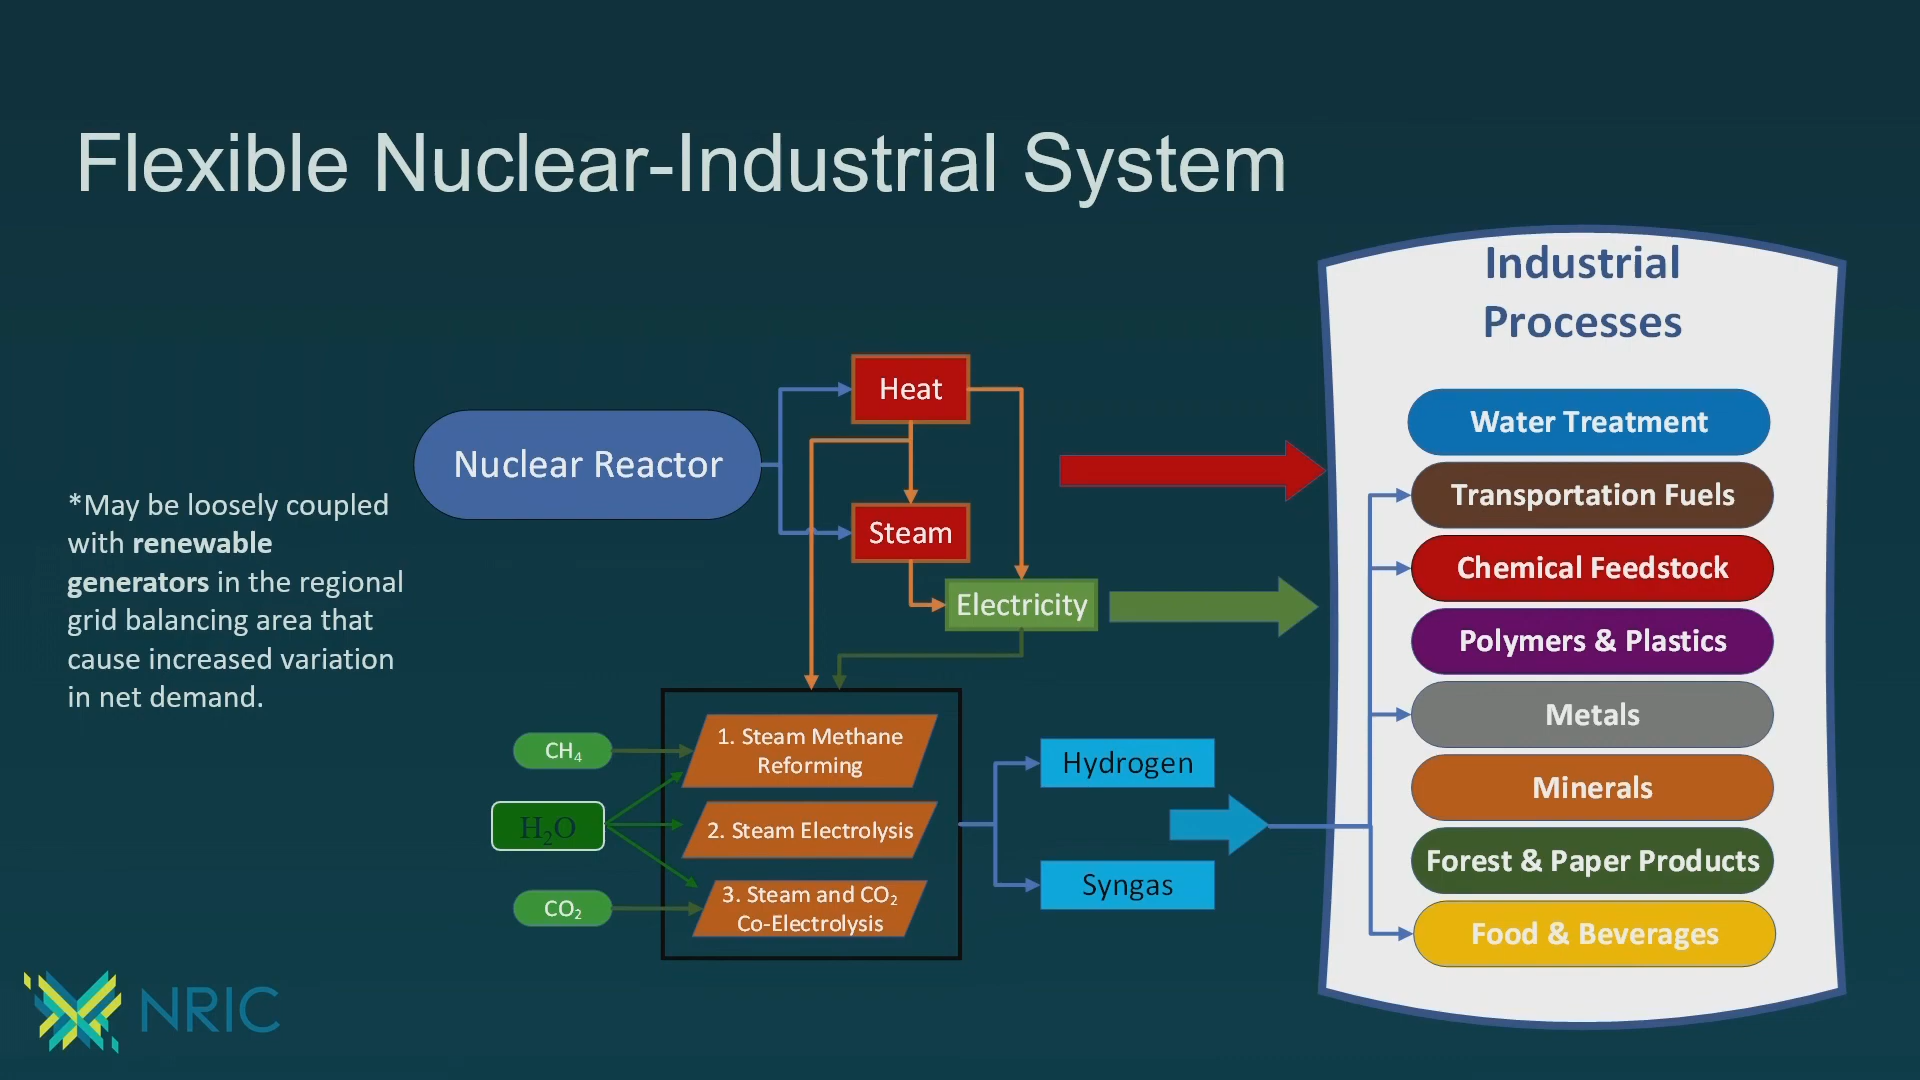 Flexible Nuclear-Industrial System
*May be loosely coupled
with renewable
generators in the regional
grid balancing area that
cause increased variation
in net demand.
Nuclear Reactor
Heat
Steam
Electricity
CH₄
H₂O
CO₂
1. Steam Methane
Reforming
2. Steam Electrolysis
3. Steam and CO₂
Co-Electrolysis
Hydrogen
Syngas
Industrial
Processes
Water Treatment
Transportation Fuels
Chemical Feedstock
Polymers & Plastics
Metals
Minerals
Forest & Paper Products
Food & Beverages
NRIC